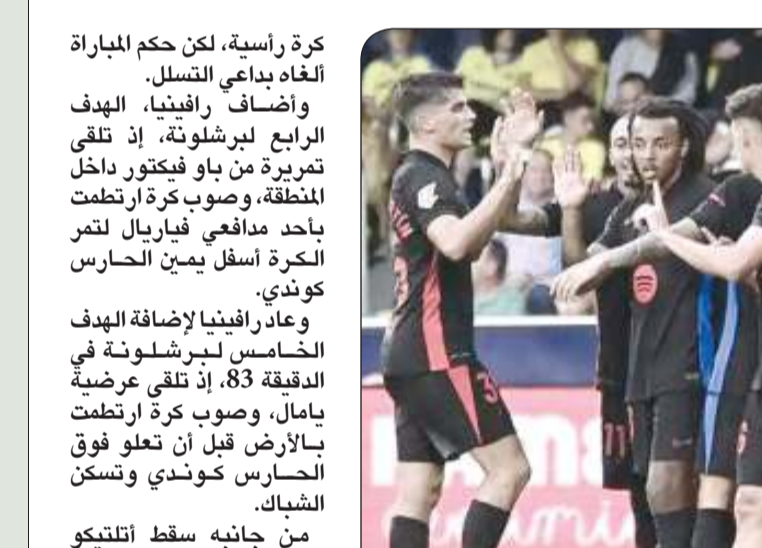 كرة رأسية، لكن حكم المباراة
ألغاه بداعي التسلل.
وأضاف رافينيا، الهدف
الرابع لبرشلونة، إذ تلقى
تمريرة من باو فيكتور داخل
المنطقة، وصوب كرة ارتطمت
بأحد مدافعي فياريال لتمر
الكرة أسفل يمين الحارس
كوندي.
وعاد رافينيا لإضافة الهدف
الخامس لبرشلونة في
الدقيقة 83، إذ تلقى عرضية
يامال، وصوب كرة ارتطمت
بالأرض قبل أن تعلو فوق
الحارس كوندي وتسكن
الشباك.
من جانبه سقط أتلتيكو
11